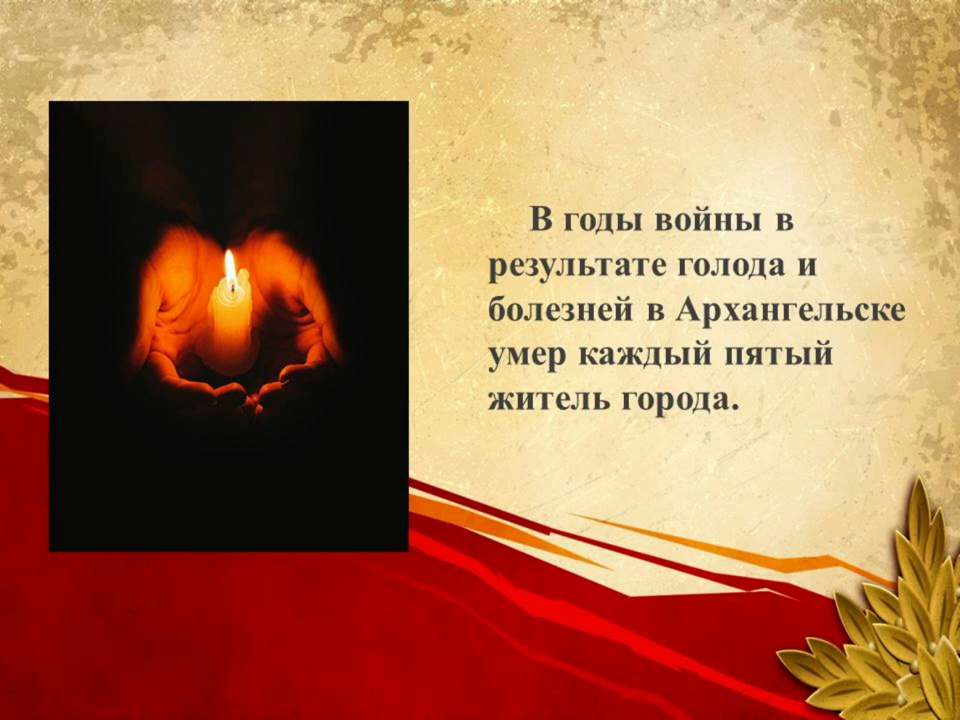 В годы войны в
результате голода и
болезней в Архангельске
умер каждый пятый
житель города.